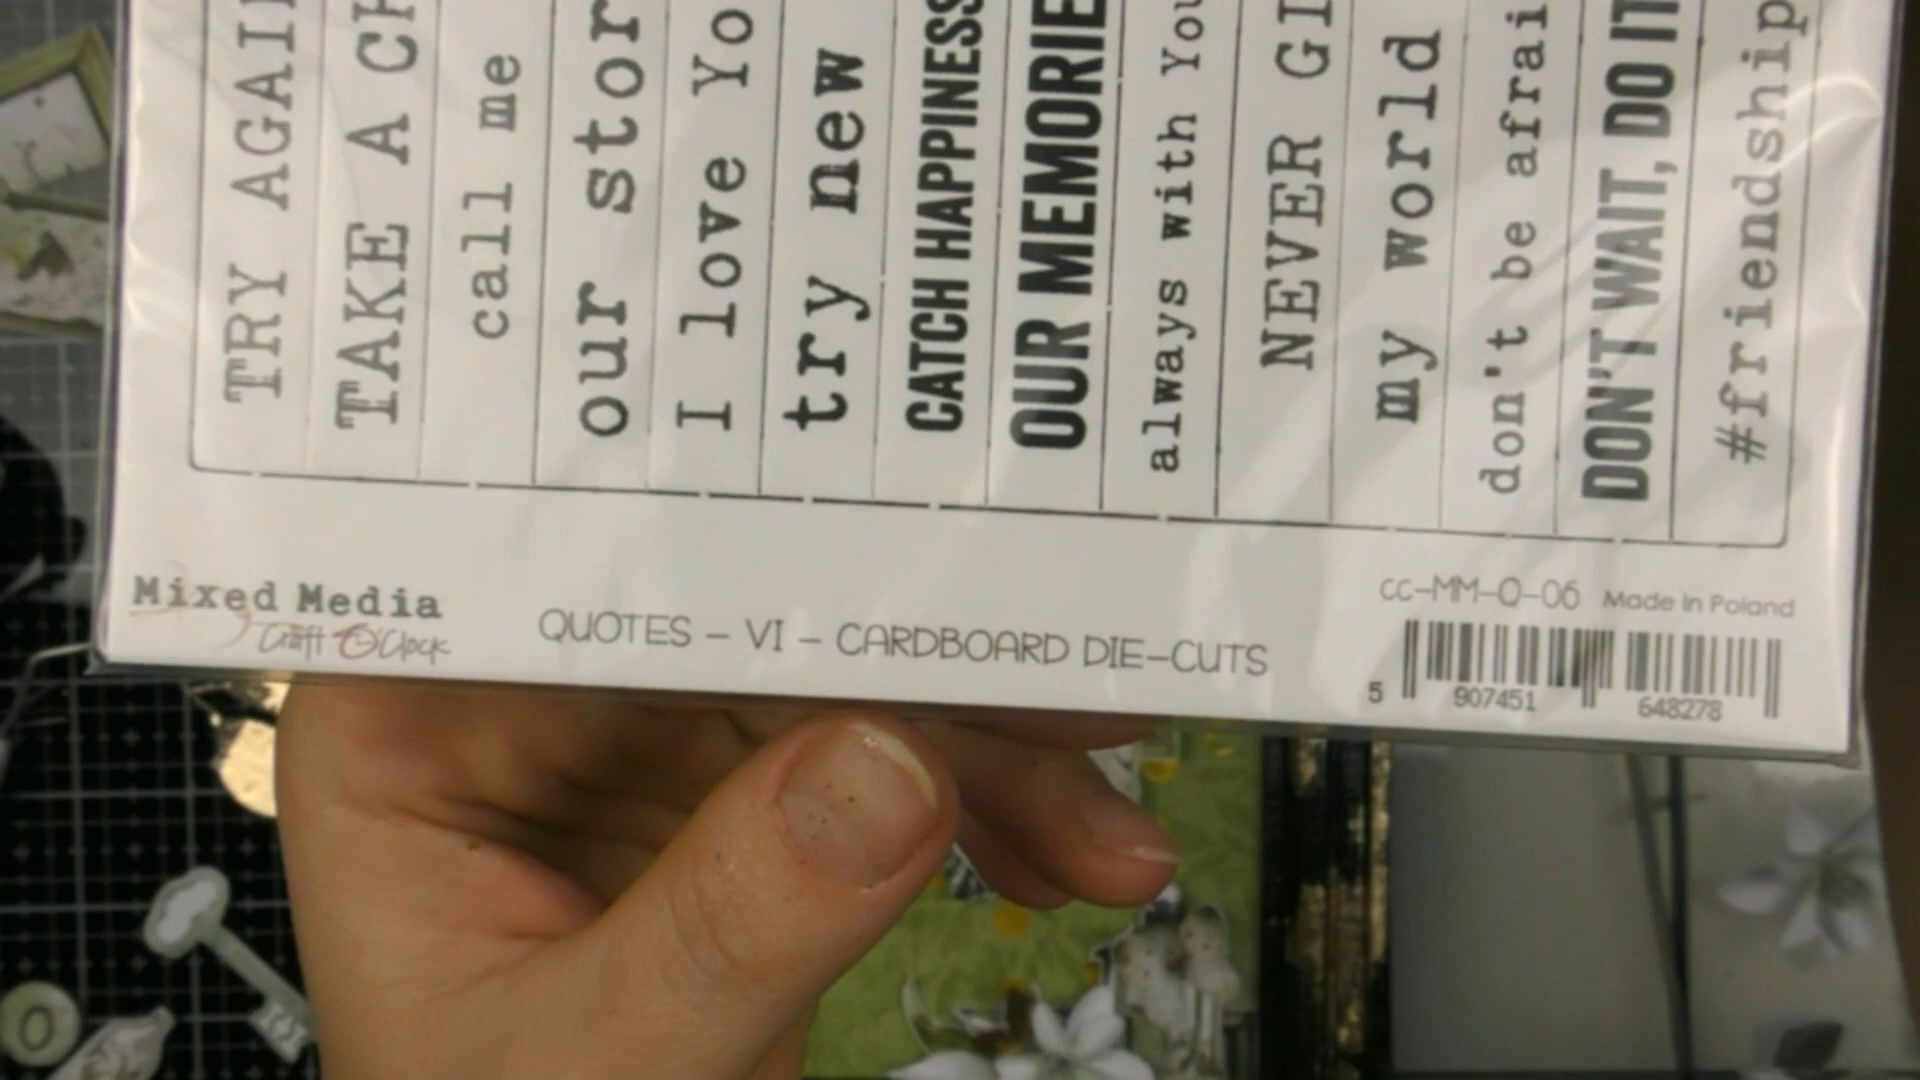 TRY AGAI
TAKE A CH
call me
our stor
I love Yo
try new
CATCH HAPPINESS
OUR MEMORIE
always with You
NEVER GI
my world
don't be afrai
DON'T WAIT, DO IT
#friendship
Mixed Media
Craft O'Clock
QUOTES – VI – CARDBOARD DIE-CUTS
CC-MM-Q-06 Made In Poland
5 907451 648278